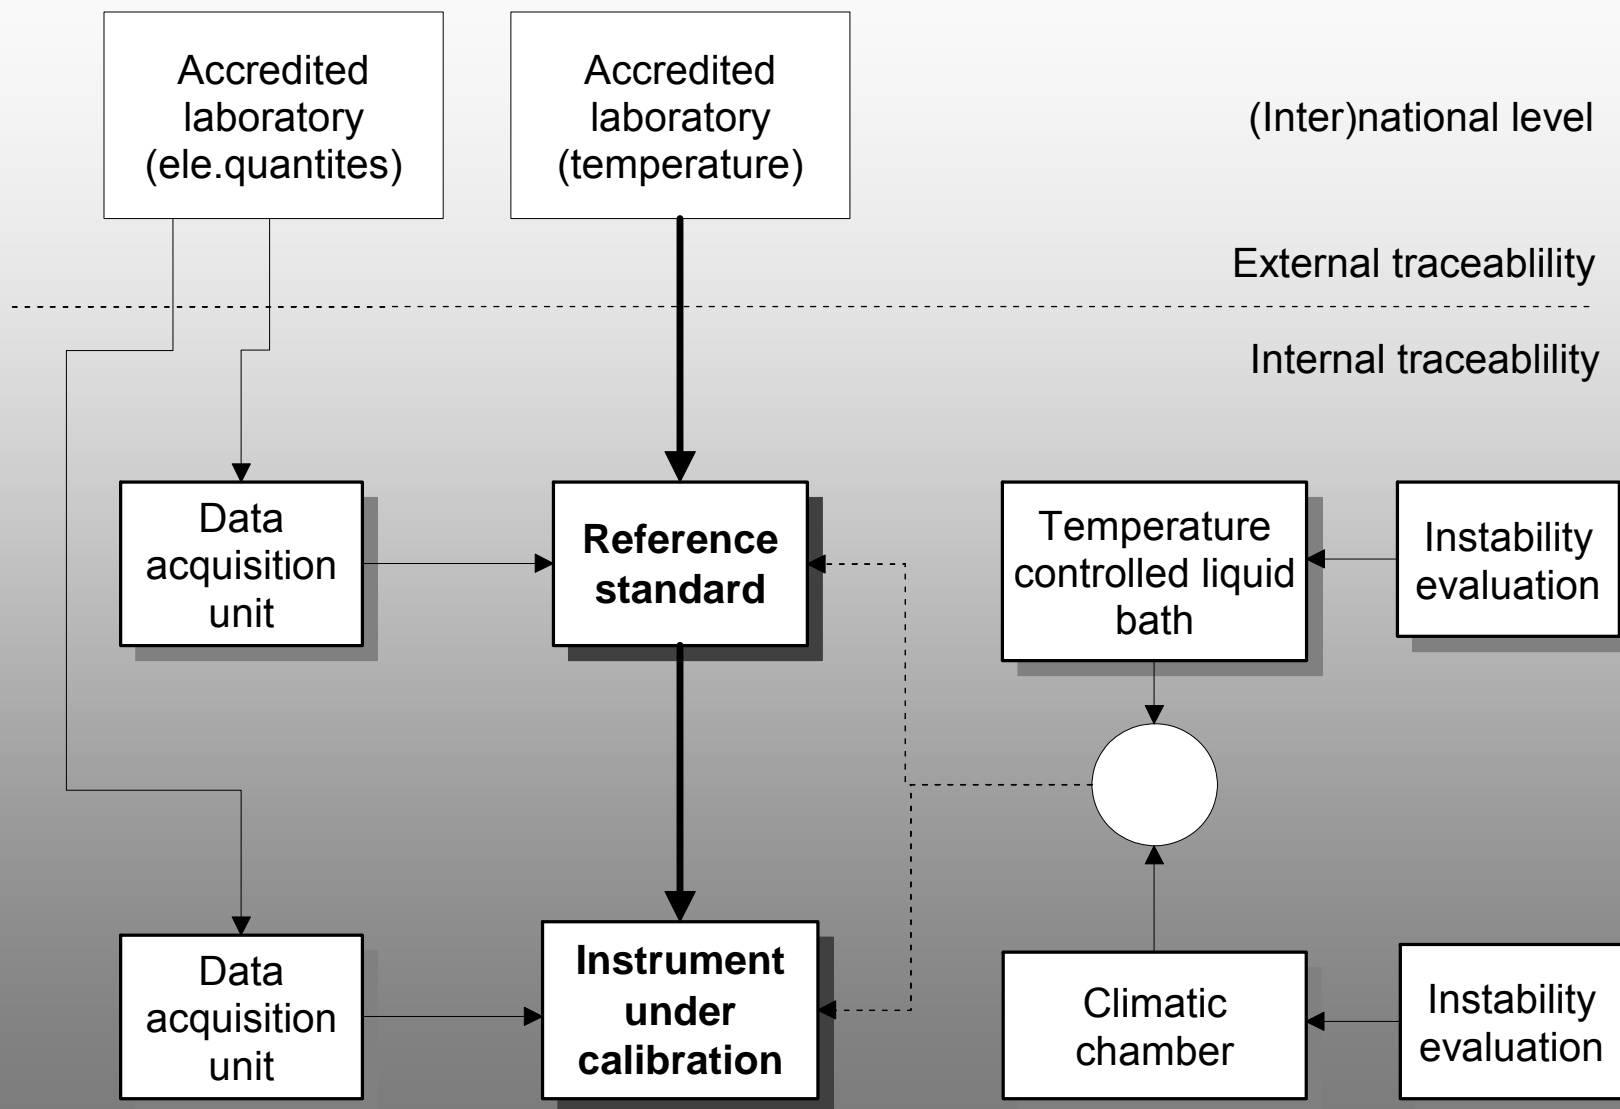 Accredited
laboratory
(ele.quantites)
Accredited
laboratory
(temperature)
(Inter)national level
External traceablility
Internal traceablility
Data
acquisition
unit
Reference
standard
Temperature
controlled liquid
bath
Instability
evaluation
Data
acquisition
unit
Instrument
under
calibration
Climatic
chamber
Instability
evaluation